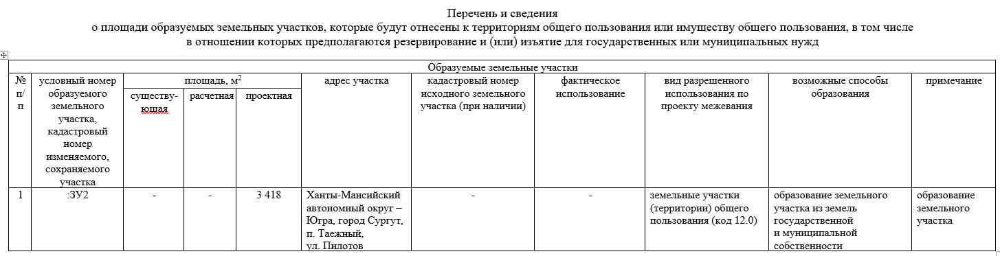 Перечень и сведения
о площади образуемых земельных участков, которые будут отнесены к территориям общего пользования или имуществу общего пользования, в том числе
в отношении которых предполагаются резервирование и (или) изъятие для государственных или муниципальных нужд
Образуемые земельные участки
№
п/
п
условный номер
образуемого
земельного
участка,
кадастровый
номер
изменяемого,
сохраняемого
участка
площадь, м2
существу-
ющая
расчетная
проектная
адрес участка
кадастровый номер
исходного земельного
участка (при наличии)
фактическое
использование
вид разрешенного
использования по
проекту межевания
возможные способы
образования
примечание
1
:ЗУ2
-
-
3 418
Ханты-Мансийский
автономный округ –
Югра, город Сургут,
п. Таежный,
ул. Пилотов
-
-
земельные участки
(территории) общего
пользования (код 12.0)
образование земельного
участка из земель
государственной
и муниципальной
собственности
образование
земельного
участка